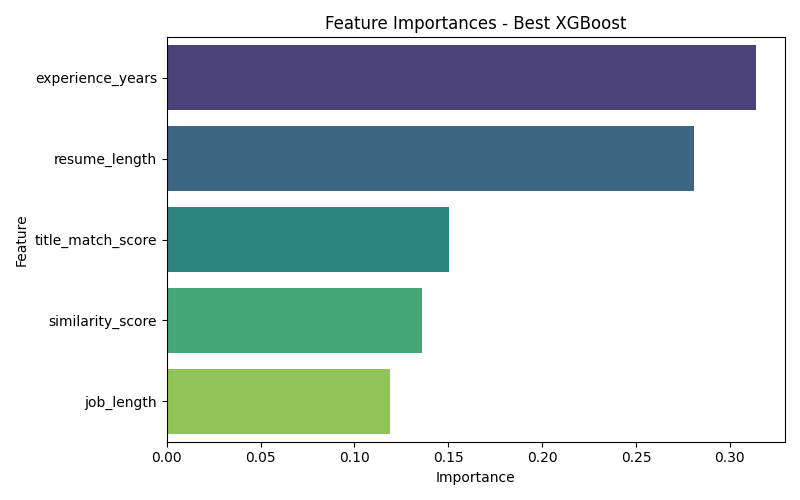 Feature Importances - Best XGBoost
Feature
experience_years
resume_length
title_match_score
similarity_score
job_length
0.00 0.05 0.10 0.15 0.20 0.25 0.30
Importance